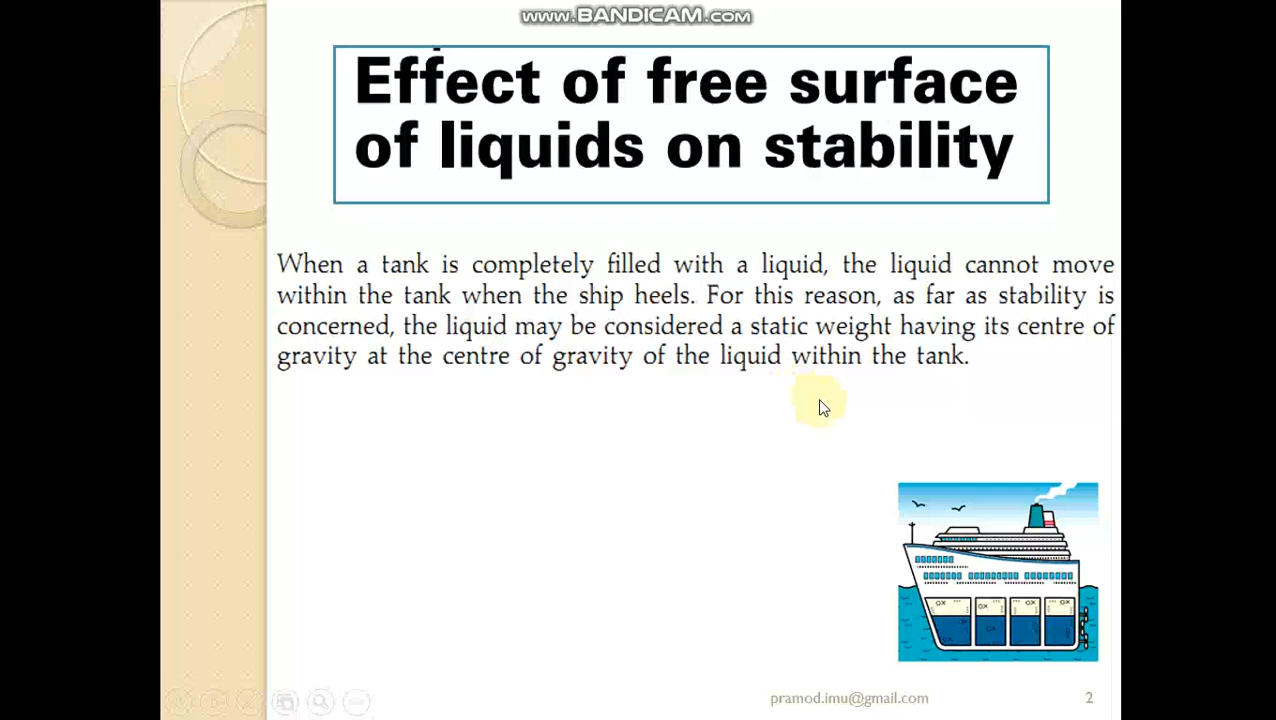 www.BANDICAM.com
Effect of free surface
of liquids on stability
When a tank is completely filled with a liquid, the liquid cannot move
within the tank when the ship heels. For this reason, as far as stability is
concerned, the liquid may be considered a static weight having its centre of
gravity at the centre of gravity of the liquid within the tank.
pramod.imu@gmail.com
2